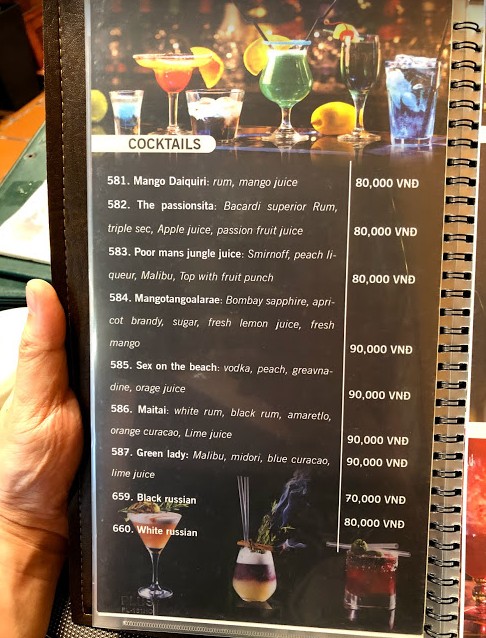 COCKTAILS
581. Mango Daiquiri: rum, mango juice 80,000 VNĐ
582. The passionsita: Bacardi superior Rum,
triple sec, Apple juice, passion fruit juice 80,000 VNĐ
583. Poor mans jungle juice: Smirnoff, peach li-
queur, Malibu, Top with fruit punch 80,000 VNĐ
584. Mangotangoalarae: Bombay sapphire, apri-
cot brandy, sugar, fresh lemon juice, fresh
mango 90,000 VNĐ
585. Sex on the beach: vodka, peach, greavna-
dine, orage juice 90,000 VNĐ
586. Maitai: white rum, black rum, amaretlo,
orange curacao, Lime juice 90,000 VNĐ
587. Green lady: Malibu, midori, blue curacao, 90,000 VNĐ
lime juice
659. Black russian 70,000 VNĐ
660. White russian 80,000 VNĐ